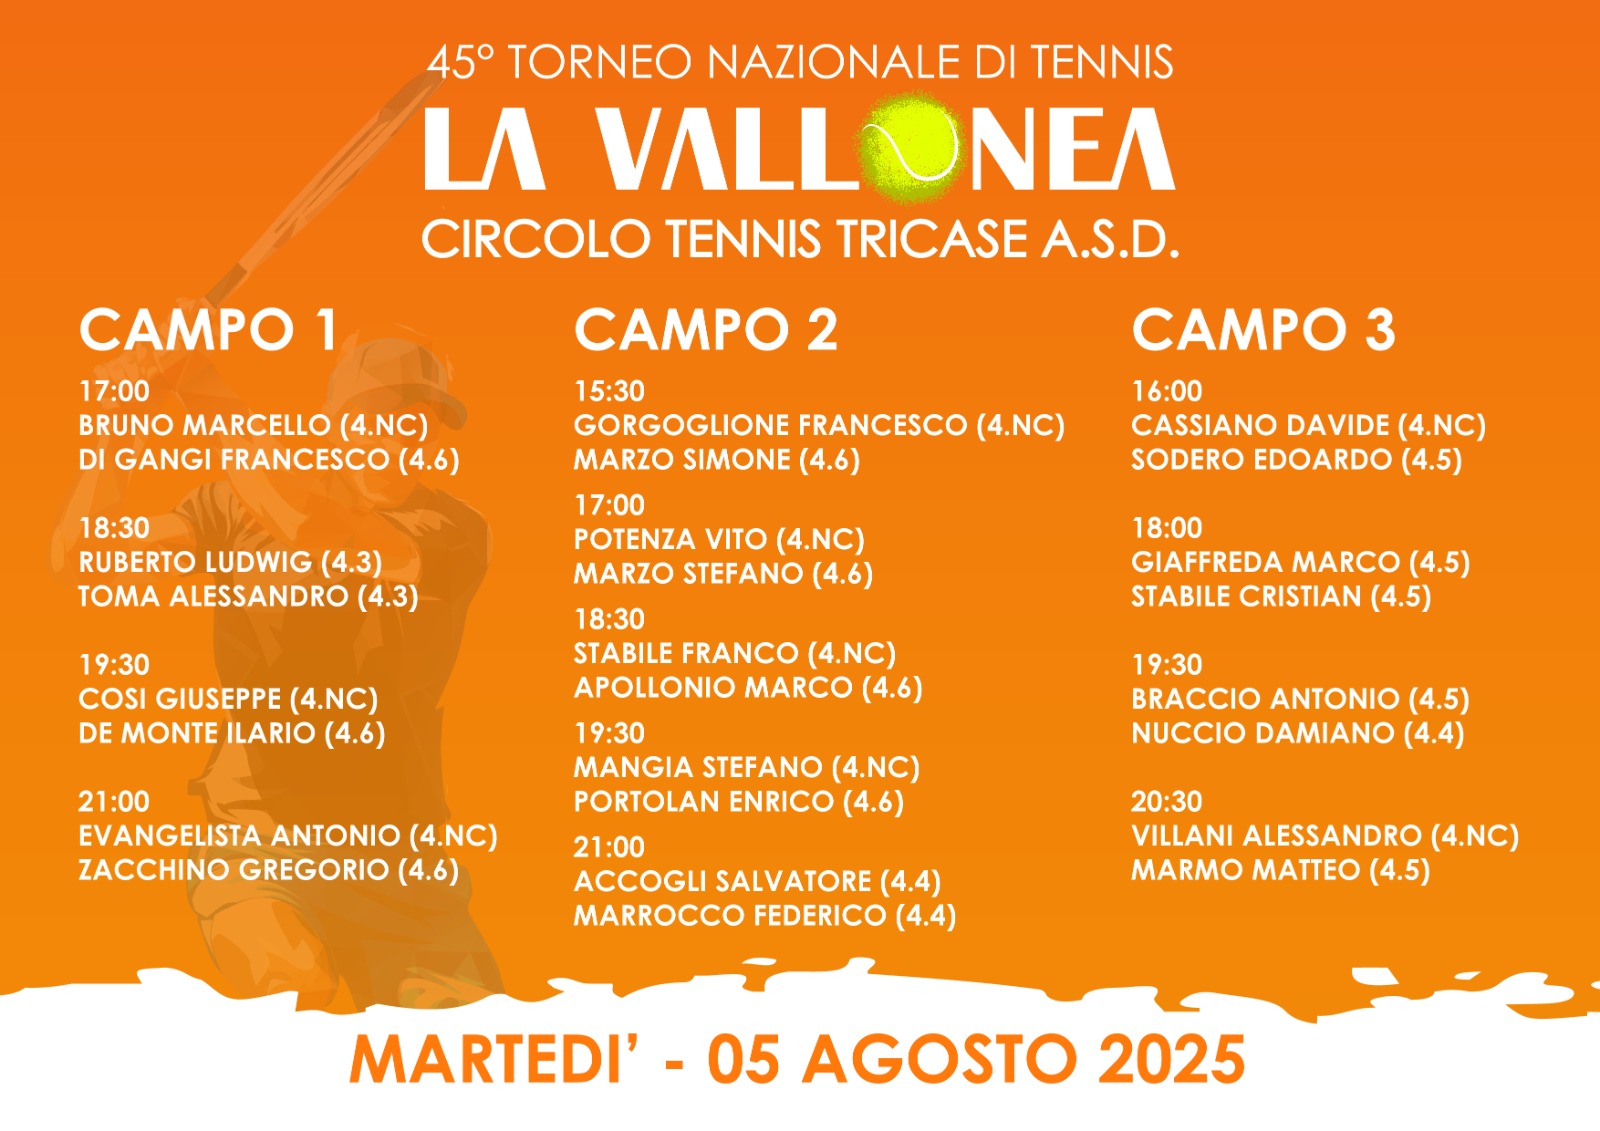 45° TORNEO NAZIONALE DI TENNIS
LA VALLONEA
CIRCOLO TENNIS TRICASE A.S.D.
CAMPO 1
17:00
BRUNO MARCELLO (4.NC)
DI GANGI FRANCESCO (4.6)
18:30
RUBERTO LUDWIG (4.3)
TOMA ALESSANDRO (4.3)
19:30
COSI GIUSEPPE (4.NC)
DE MONTE ILARIO (4.6)
21:00
EVANGELISTA ANTONIO (4.NC)
ZACCHINO GREGORIO (4.6)
CAMPO 2
15:30
GORGOGLIONE FRANCESCO (4.NC)
MARZO SIMONE (4.6)
17:00
POTENZA VITO (4.NC)
MARZO STEFANO (4.6)
18:30
STABILE FRANCO (4.NC)
APOLLONIO MARCO (4.6)
19:30
MANGIA STEFANO (4.NC)
PORTOLAN ENRICO (4.6)
21:00
ACCOGLI SALVATORE (4.4)
MARROCCO FEDERICO (4.4)
CAMPO 3
16:00
CASSIANO DAVIDE (4.NC)
SODERO EDOARDO (4.5)
18:00
GIAFFREDA MARCO (4.5)
STABILE CRISTIAN (4.5)
19:30
BRACCIO ANTONIO (4.5)
NUCCIO DAMIANO (4.4)
20:30
VILLANI ALESSANDRO (4.NC)
MARMO MATTEO (4.5)
MARTEDI’ - 05 AGOSTO 2025